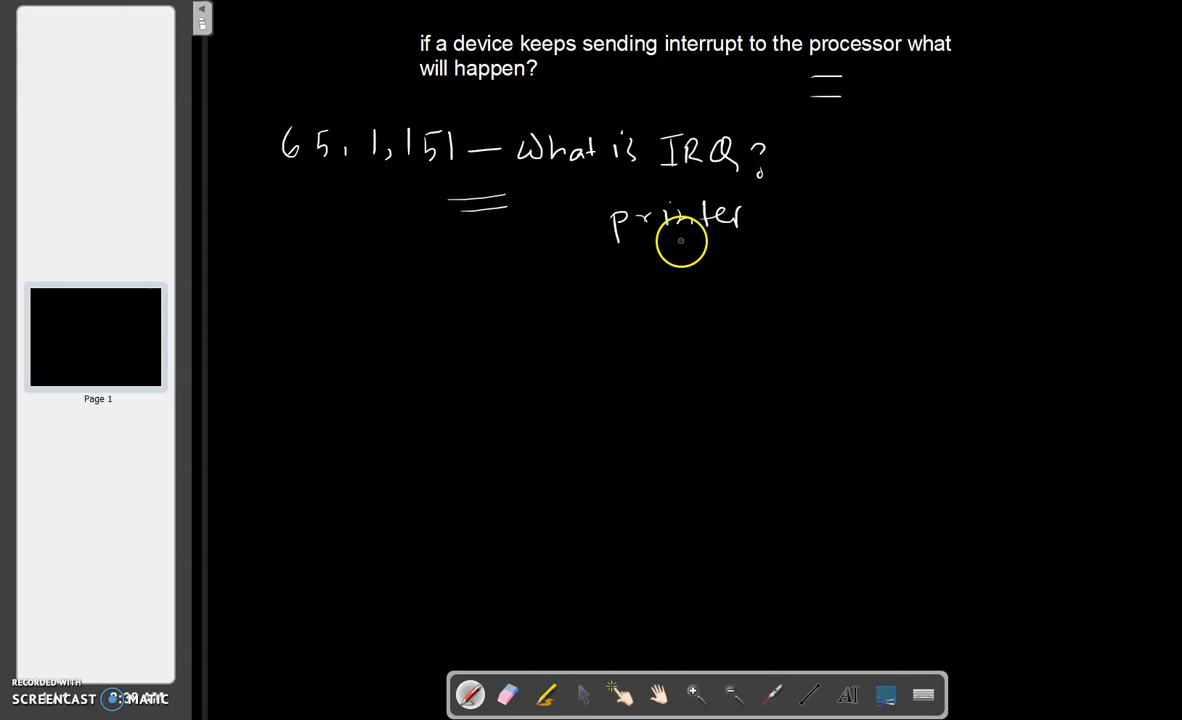 if a device keeps sending interrupt to the processor what
will happen?
65, 1, 151 — What is IRQ?
printer
Page 1
RECORDED WITH
SCREENCAST MATIC